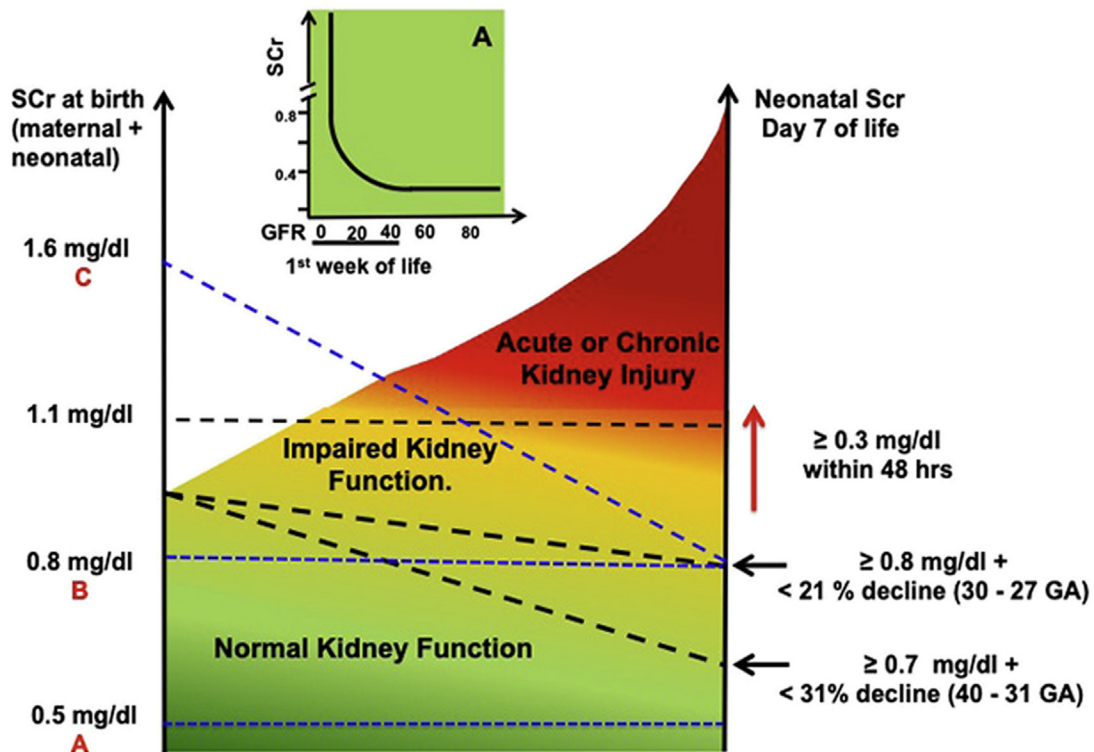 A
SCr
0.8
0.4
GFR 0 20 40 60 80
0
1st week of life
SCr at birth
(maternal +
neonatal)
Neonatal Scr
Day 7 of life
1.6 mg/dl
C
1.1 mg/dl
0.8 mg/dl
B
0.5 mg/dl
A
Acute or Chronic
Kidney Injury
Impaired Kidney
Function.
Normal Kidney Function
≥ 0.3 mg/dl
within 48 hrs
≥ 0.8 mg/dl +
< 21 % decline (30 - 27 GA)
≥ 0.7 mg/dl +
< 31% decline (40 - 31 GA)